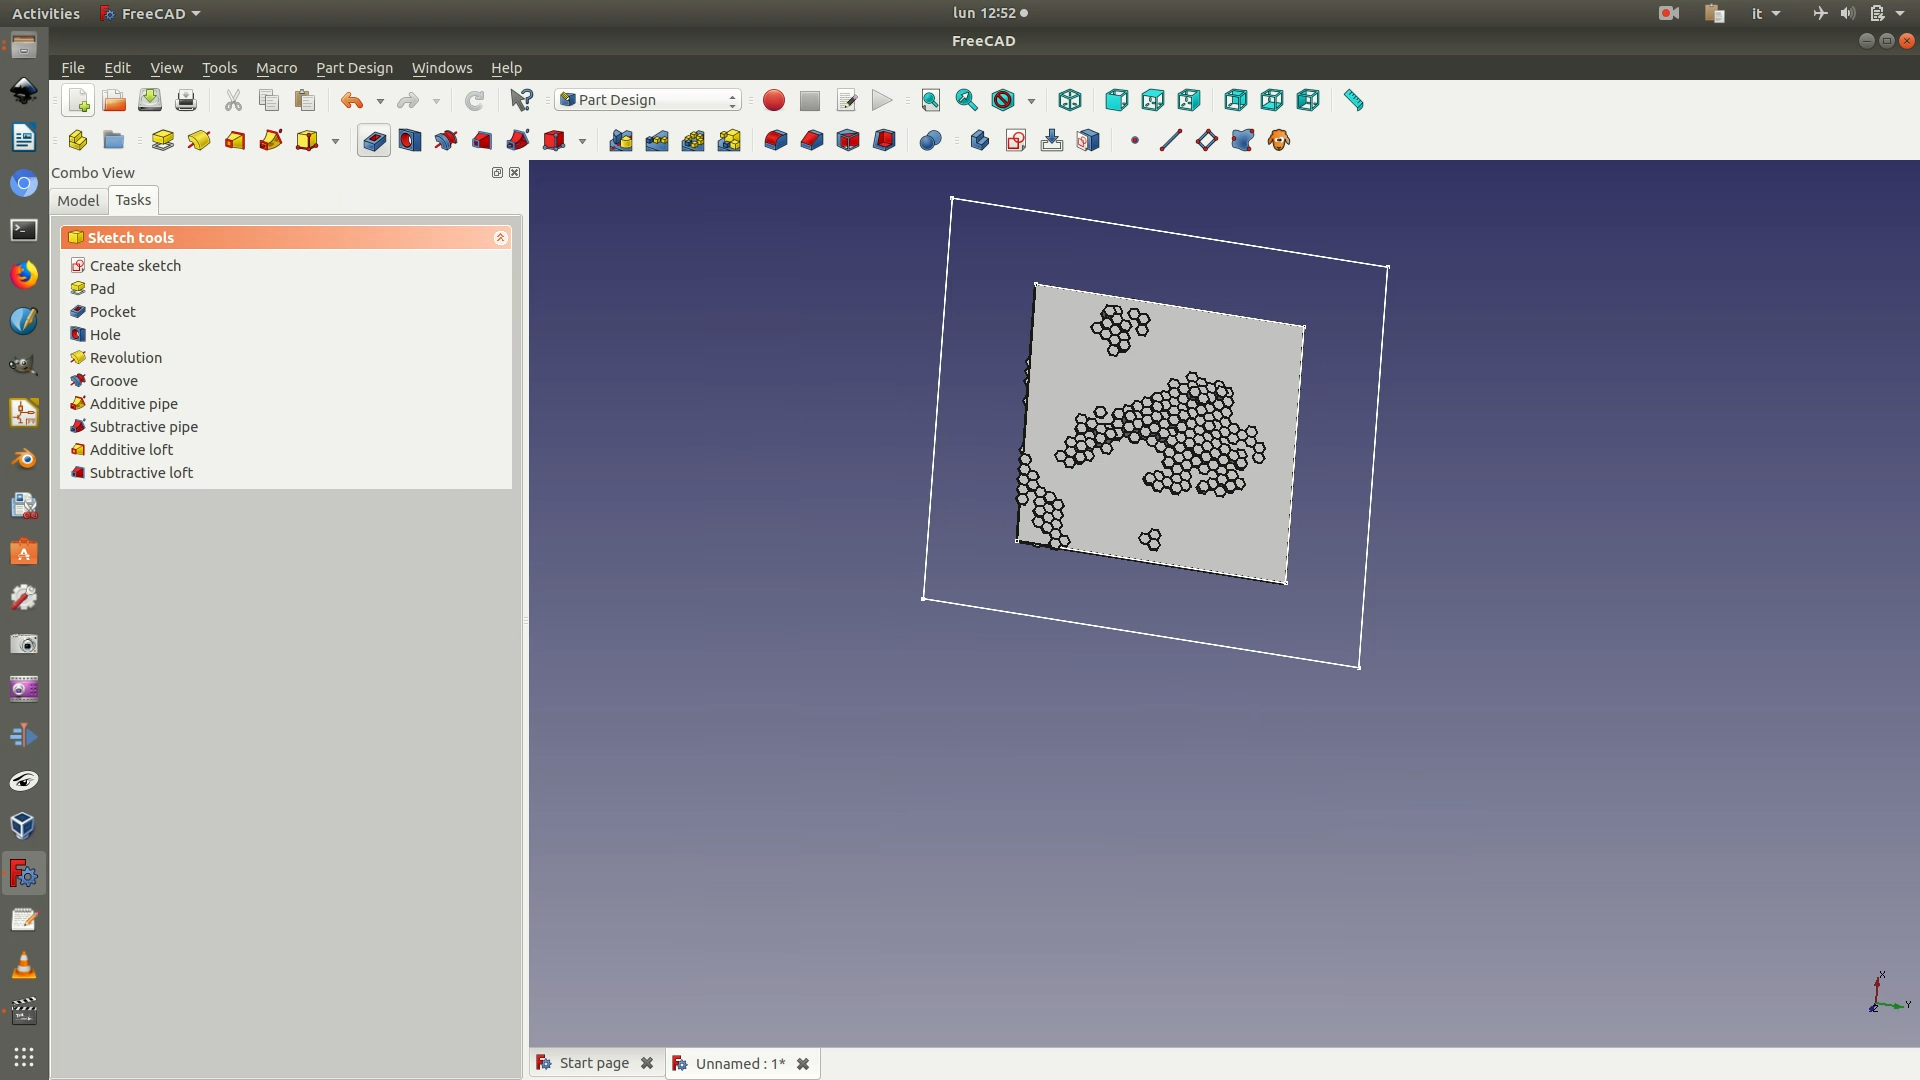 Activities FreeCAD lun 12:52 it
FreeCAD
File Edit View Tools Macro Part Design Windows Help
Part Design
Combo View
Model Tasks
Sketch tools
Create sketch
Pad
Pocket
Hole
Revolution
Groove
Additive pipe
Subtractive pipe
Additive loft
Subtractive loft
X
Y
Z
Start page Unnamed : 1*